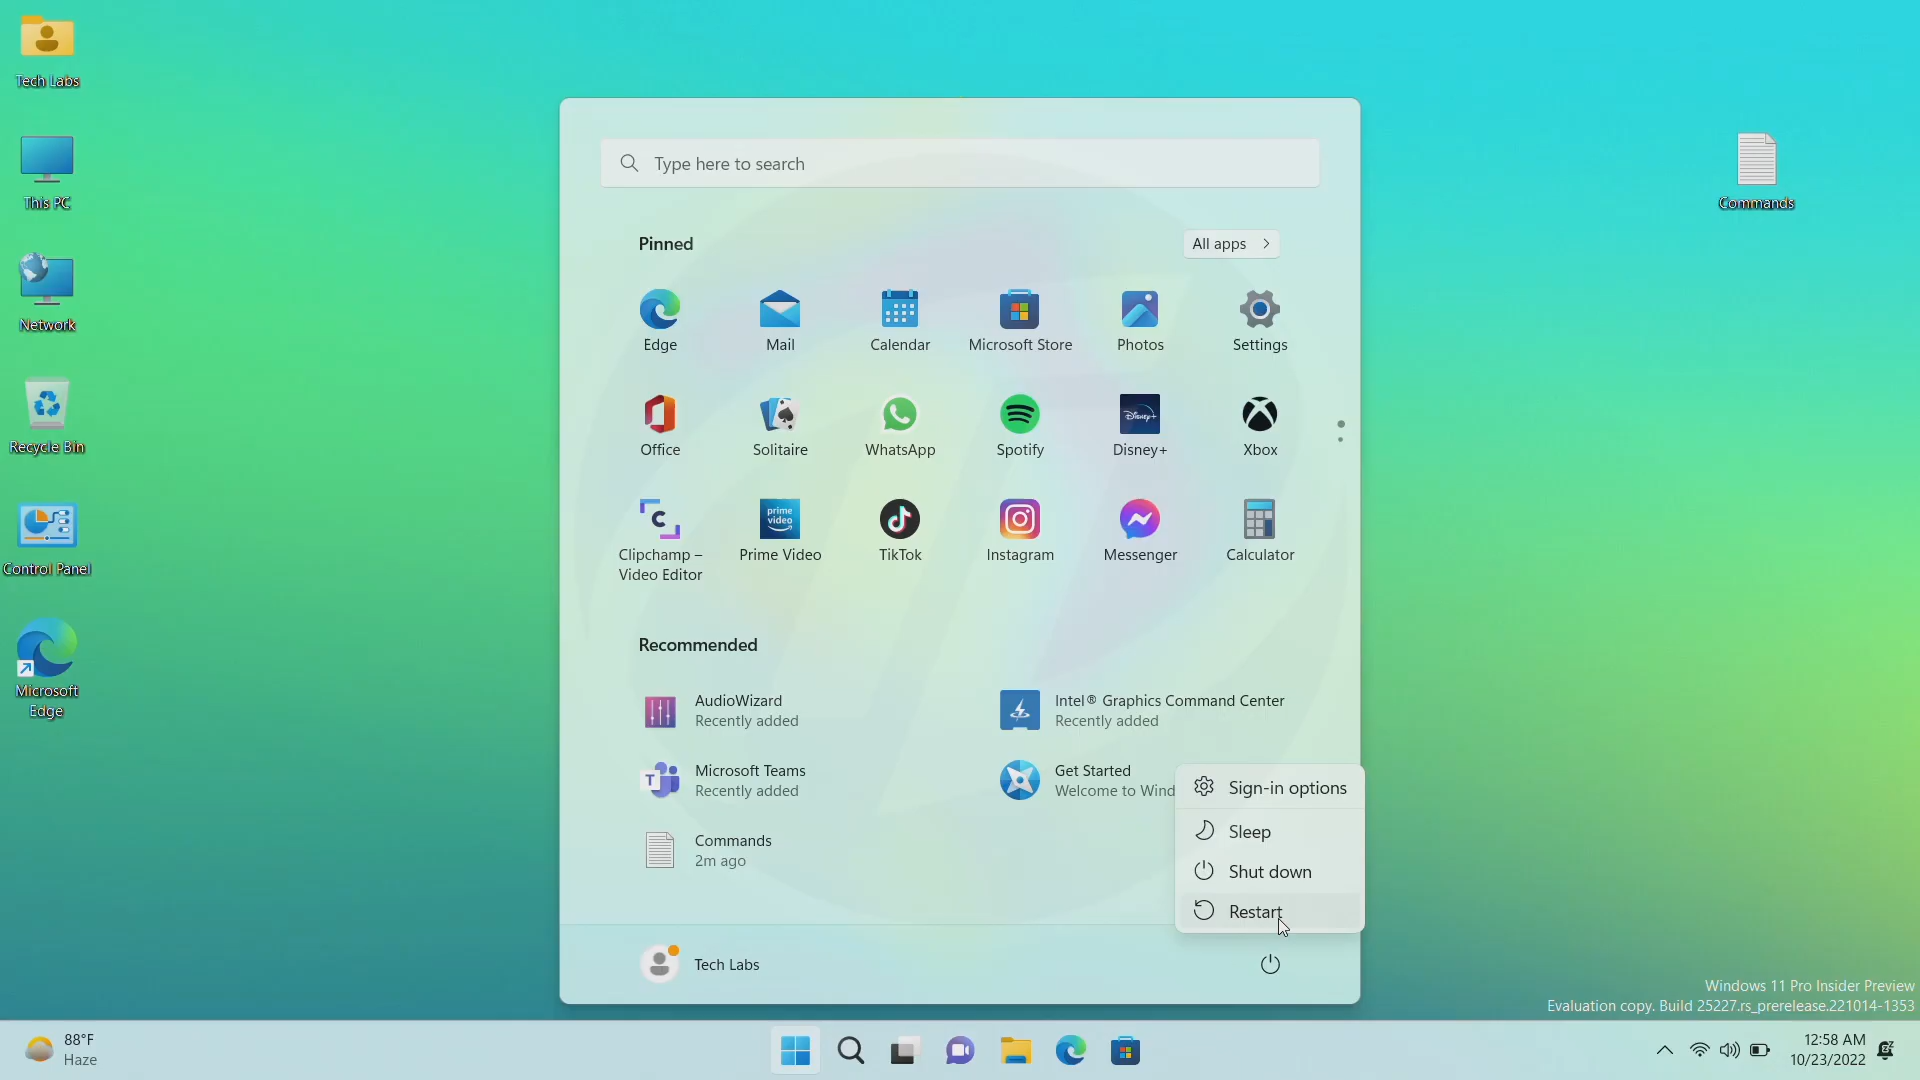 Tech Labs
This PC
Network
Recycle Bin
Control Panel
Microsoft
Edge
Commands
Type here to search
Pinned
All apps
Edge
Mail
Calendar
Microsoft Store
Photos
Settings
Office
Solitaire
WhatsApp
Spotify
Disney+
Disney+
Xbox
prime
video
Clipchamp –
Video Editor
Prime Video
TikTok
Instagram
Messenger
Calculator
Recommended
AudioWizard
Recently added
Intel® Graphics Command Center
Recently added
Microsoft Teams
Recently added
Get Started
Welcome to Wind
Commands
2m ago
Sign-in options
Sleep
Shut down
Restart
Tech Labs
Windows 11 Pro Insider Preview
Evaluation copy. Build 25227.rs_prerelease.221014-1353
88°F
Haze
12:58 AM
10/23/2022